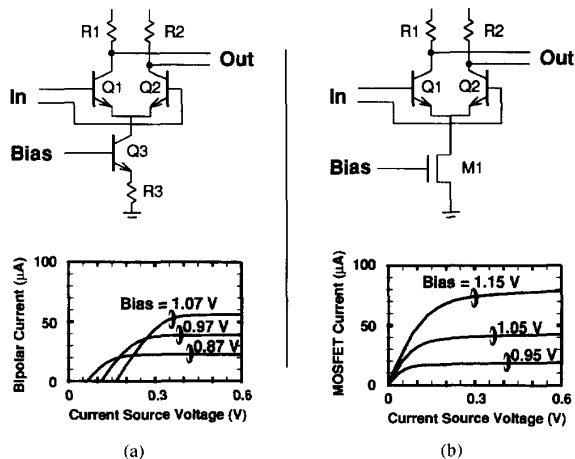 R1
R2
Out
In
Q1
Q2
Bias
Q3
R3
100
50
0
Bipolar Current (μA)
Bias = 1.07 V
0.97 V
0.87 V
0
0.3
0.6
Current Source Voltage (V)
(a)
R1
R2
Out
In
Q1
Q2
Bias
M1
100
50
0
MOSFET Current (μA)
Bias = 1.15 V
1.05 V
0.95 V
0
0.3
0.6
Current Source Voltage (V)
(b)